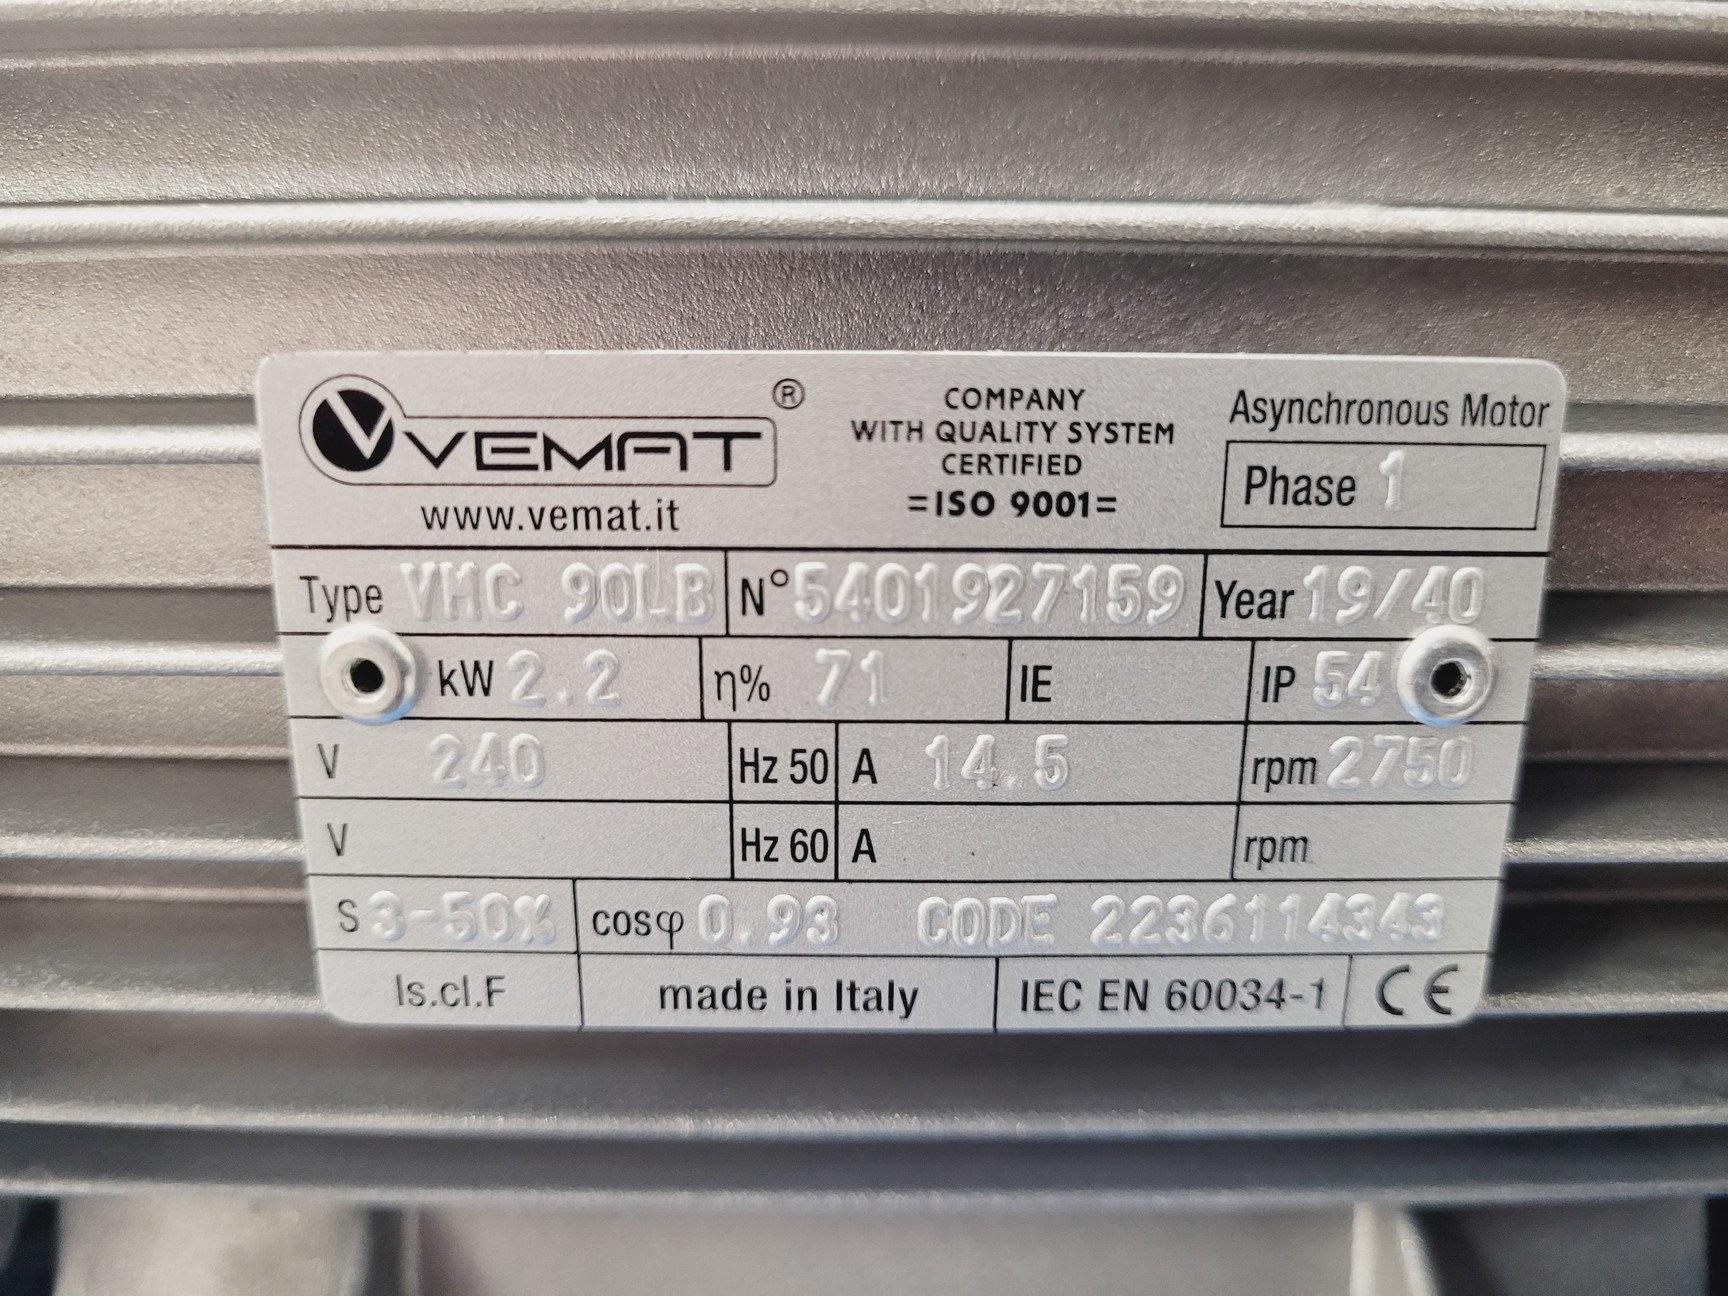 VEMAT ®
www.vemat.it
COMPANY
WITH QUALITY SYSTEM
CERTIFIED
=ISO 9001=
Asynchronous Motor
Phase 1
Type VMC 90LB N° 5401927159 Year 19/40
kW 2.2 η% 71 IE IP 54
V 240 Hz 50 A 14.5 rpm 2750
V Hz 60 A rpm
S 3-50% cosφ 0.93 CODE 2236114343
Is.cl.F made in Italy IEC EN 60034-1 CE